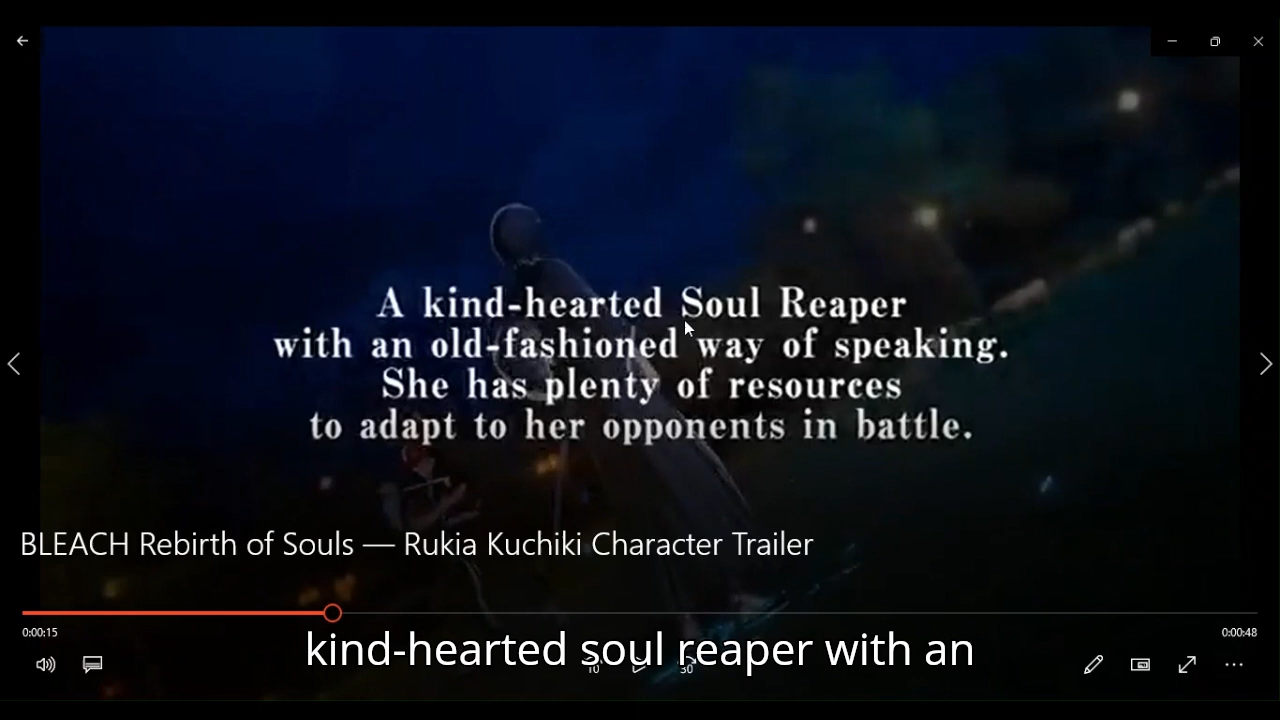 A kind-hearted Soul Reaper
with an old-fashioned way of speaking.
She has plenty of resources
to adapt to her opponents in battle.
BLEACH Rebirth of Souls — Rukia Kuchiki Character Trailer
0:00:15
0:00:48
kind-hearted soul reaper with an
10
30